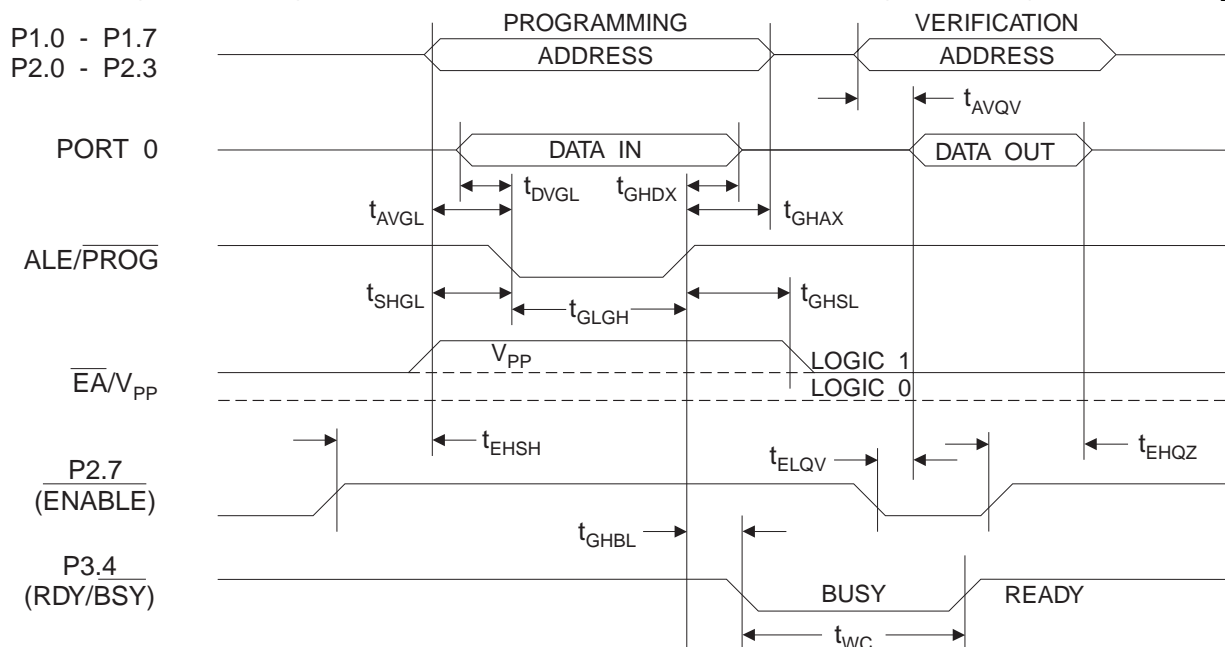 PROGRAMMING VERIFICATION
P1.0 - P1.7
P2.0 - P2.3
ADDRESS ADDRESS
tAVQV
PORT 0 DATA IN DATA OUT
tDVGL tGHDX
tAVGL tGHAX
ALE/PROG
tSHGL tGLGH tGHSL
VPP LOGIC 1
EA/VPP LOGIC 0
tEHSH tELQV tEHQZ
P2.7
(ENABLE)
tGHBL
P3.4
(RDY/BSY) BUSY READY
tWC